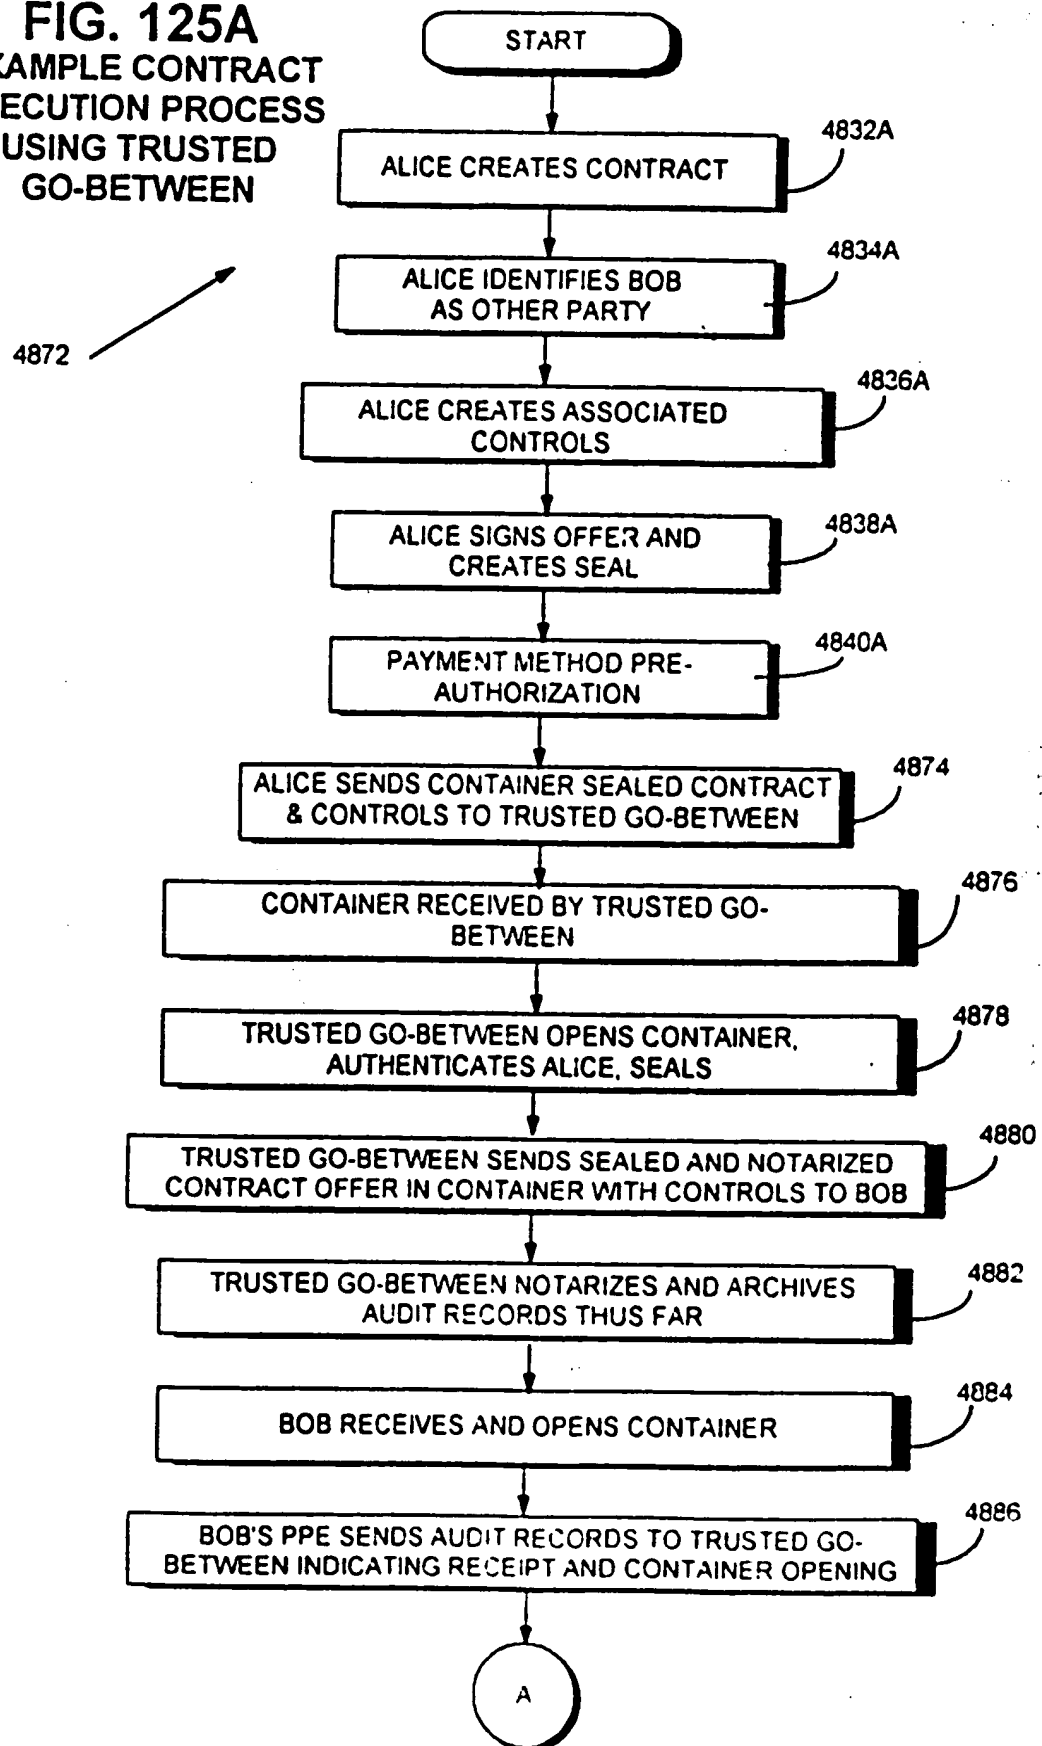 FIG. 125A
XAMPLE CONTRACT
ECUTION PROCESS
USING TRUSTED
GO-BETWEEN
START
4832A
ALICE CREATES CONTRACT
4834A
ALICE IDENTIFIES BOB
AS OTHER PARTY
4872
4836A
ALICE CREATES ASSOCIATED
CONTROLS
4838A
ALICE SIGNS OFFER AND
CREATES SEAL
4840A
PAYMENT METHOD PRE-
AUTHORIZATION
4874
ALICE SENDS CONTAINER SEALED CONTRACT
& CONTROLS TO TRUSTED GO-BETWEEN
4876
CONTAINER RECEIVED BY TRUSTED GO-
BETWEEN
4878
TRUSTED GO-BETWEEN OPENS CONTAINER,
AUTHENTICATES ALICE, SEALS
4880
TRUSTED GO-BETWEEN SENDS SEALED AND NOTARIZED
CONTRACT OFFER IN CONTAINER WITH CONTROLS TO BOB
4882
TRUSTED GO-BETWEEN NOTARIZES AND ARCHIVES
AUDIT RECORDS THUS FAR
4884
BOB RECEIVES AND OPENS CONTAINER
4886
BOB'S PPE SENDS AUDIT RECORDS TO TRUSTED GO-
BETWEEN INDICATING RECEIPT AND CONTAINER OPENING
A